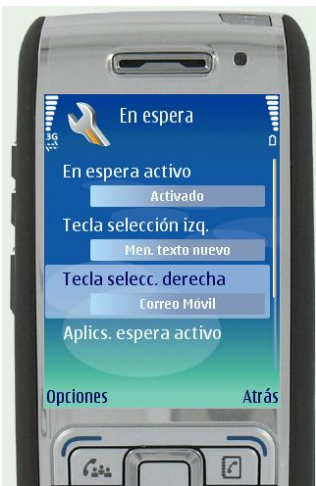 3G
En espera
En espera activo
Activado
Tecla selección izq.
Men. texto nuevo
Tecla selecc. derecha
Correo Móvil
Aplics. espera activo
Opciones
Atrás